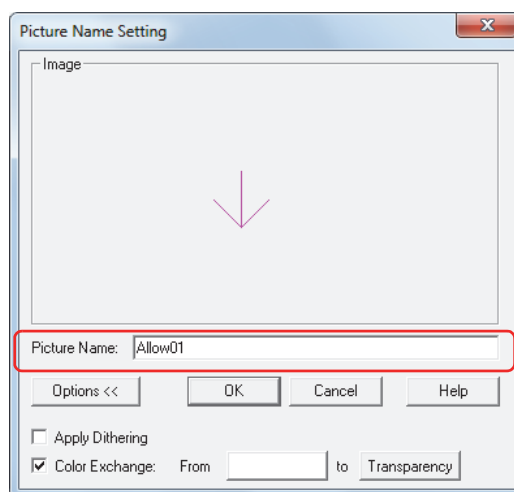 Picture Name Setting
Image
Picture Name: Allow01
Options << OK Cancel Help
Apply Dithering
Color Exchange: From to Transparency